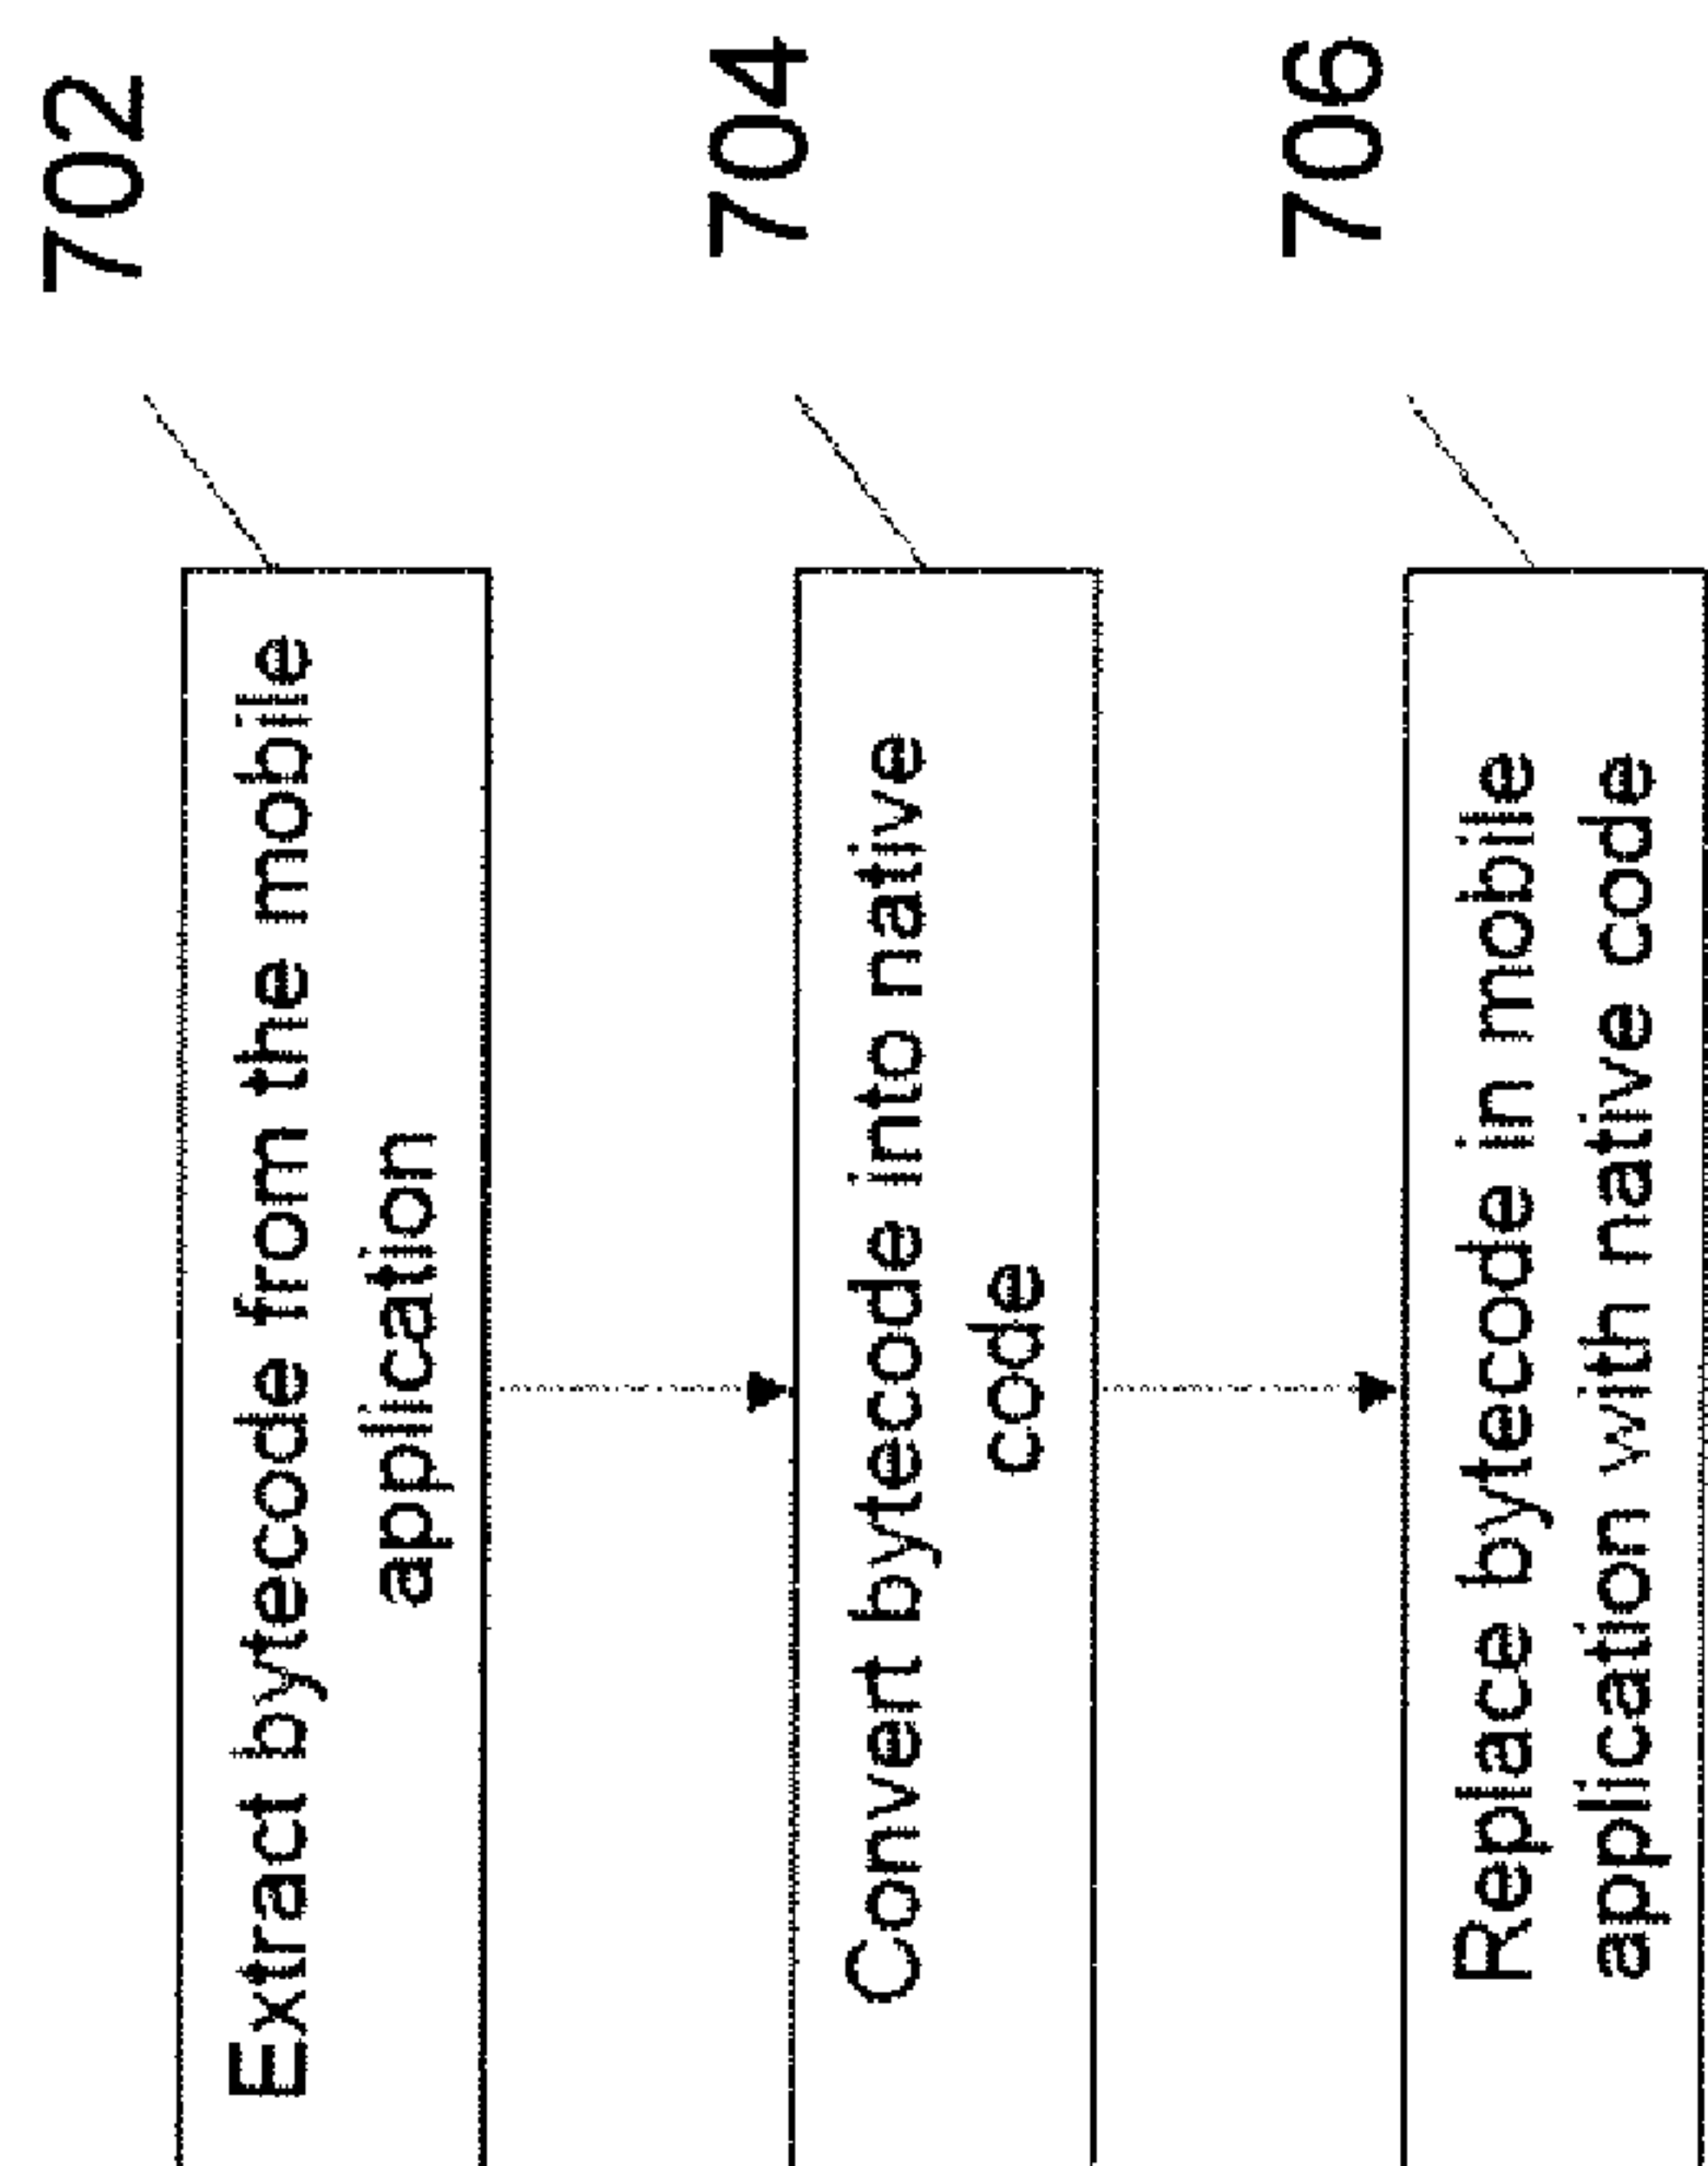 702
Extract bytecode from the mobile
application
704
Convert bytecode into native
code
706
Replace bytecode in mobile
application with native code